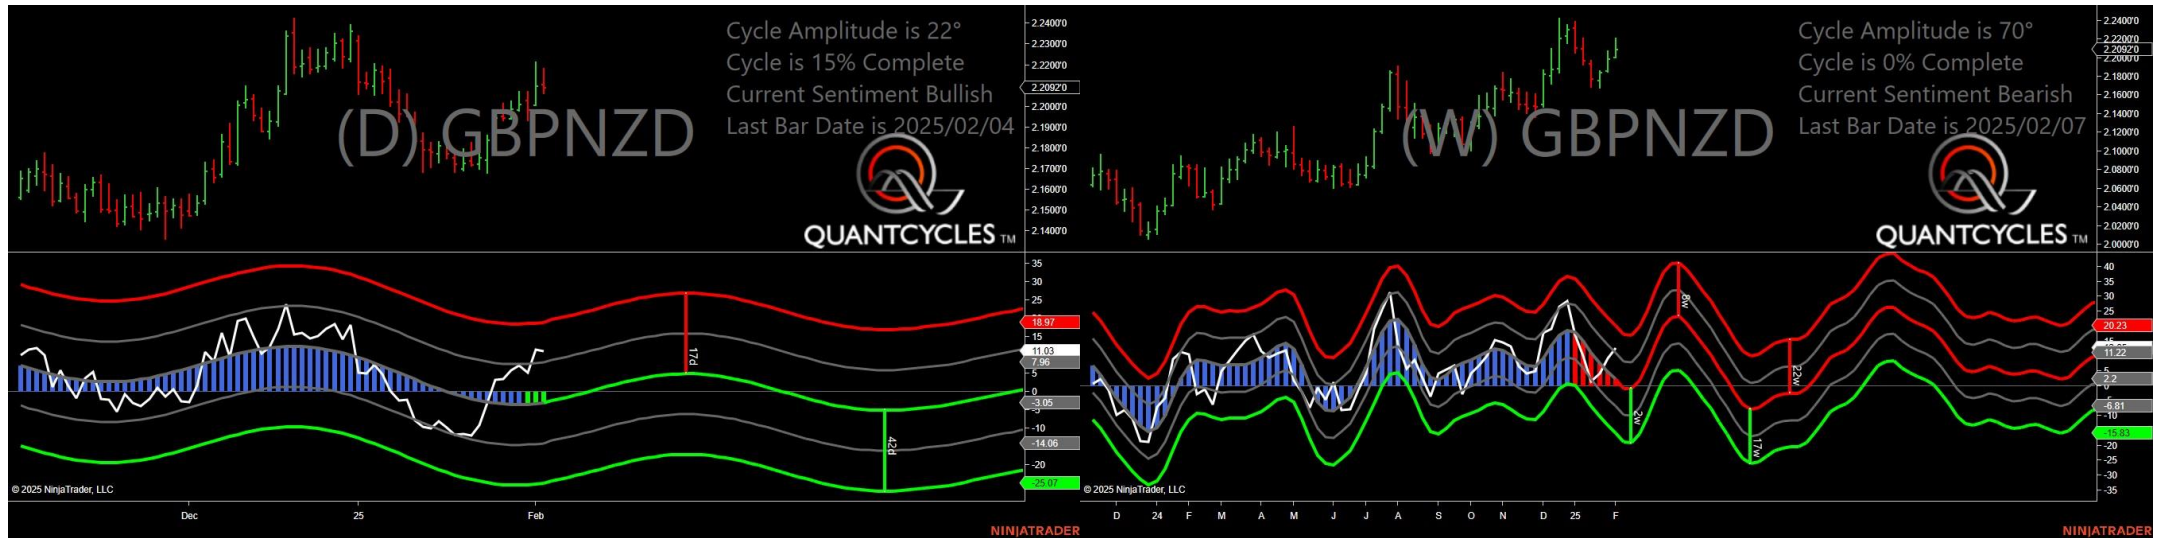 Cycle Amplitude is 22°
Cycle is 15% Complete
Current Sentiment Bullish
Last Bar Date is 2025/02/04
(D) GBPNZD
QUANTCYCLES TM
2.2400'0
2.2300'0
2.2200'0
2.2092'0
2.2000'0
2.1900'0
2.1800'0
2.1700'0
2.1600'0
2.1500'0
2.1400'0
35
30
25
18.97
15
11.03
7.96
5
0
-3.05
-5
-10
-14.06
-20
-25.07
17d
42d
© 2025 NinjaTrader, LLC
Dec
25
Feb
NINJATRADER
Cycle Amplitude is 70°
Cycle is 0% Complete
Current Sentiment Bearish
Last Bar Date is 2025/02/07
(W) GBPNZD
QUANTCYCLES TM
2.2400'0
2.2200'0
2.2092'0
2.2000'0
2.1800'0
2.1600'0
2.1400'0
2.1200'0
2.1000'0
2.0800'0
2.0600'0
2.0400'0
2.0200'0
2.0000'0
40
35
30
25
20.23
15
11.22
5
2.2
-6.81
-10
-15.83
-20
-25
-30
-35
8w
22w
2w
17w
© 2025 NinjaTrader, LLC
D 24 F M A M J J A S O N D 25 F
NINJATRADER